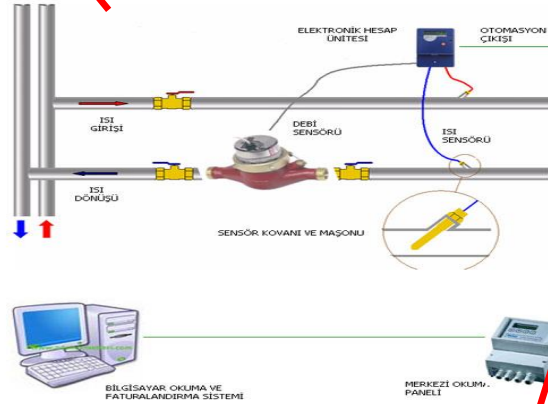 ELEKTRONİK HESAP
ÜNİTESİ
OTOMASYON
ÇIKIŞI
ISI
GİRİŞİ
DEBİ
SENSÖRÜ
ISI
SENSÖRÜ
ISI
DÖNÜŞÜ
SENSÖR KOVANI VE MAŞONU
BİLGİSAYAR OKUMA VE
FATURALANDIRMA SİSTEMİ
MERKEZİ OKUMA
PANELİ